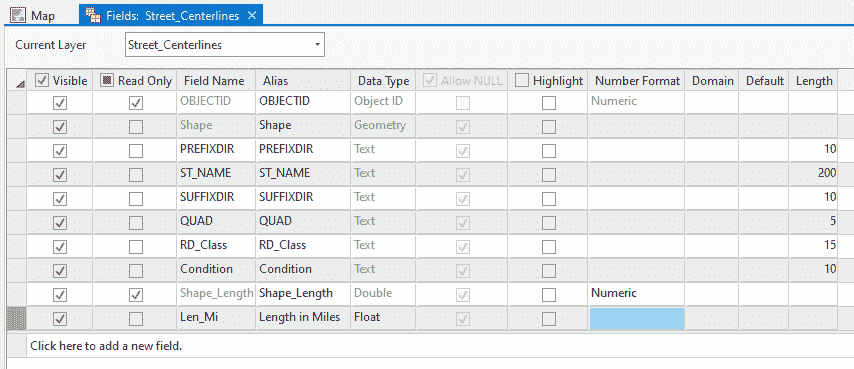 Map Fields: Street_Centerlines
Current Layer Street_Centerlines
Visible Read Only Field Name Alias Data Type Allow NULL Highlight Number Format Domain Default Length
OBJECTID OBJECTID Object ID Numeric
Shape Shape Geometry
PREFIXDIR PREFIXDIR Text 10
ST_NAME ST_NAME Text 200
SUFFIXDIR SUFFIXDIR Text 10
QUAD QUAD Text 5
RD_Class RD_Class Text 15
Condition Condition Text 10
Shape_Length Shape_Length Double Numeric
Len_Mi Length in Miles Float
Click here to add a new field.